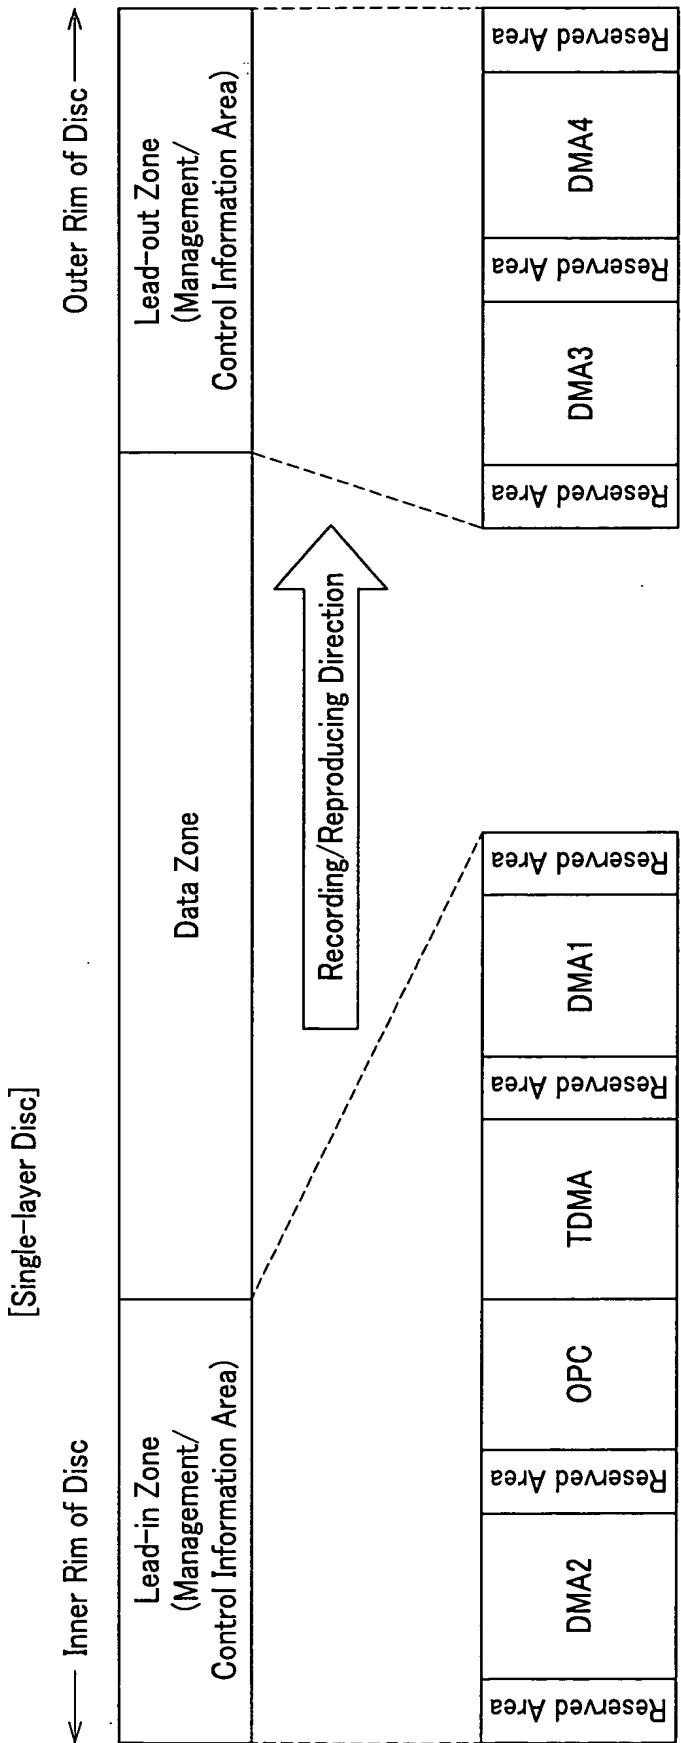 [Single-layer Disc]
Inner Rim of Disc
Outer Rim of Disc
Lead-in Zone
(Management/
Control Information Area)
Data Zone
Lead-out Zone
(Management/
Control Information Area)
Recording/Reproducing Direction
Reserved Area
DMA2
Reserved Area
OPC
TDMA
Reserved Area
DMA1
Reserved Area
Reserved Area
DMA3
Reserved Area
DMA4
Reserved Area